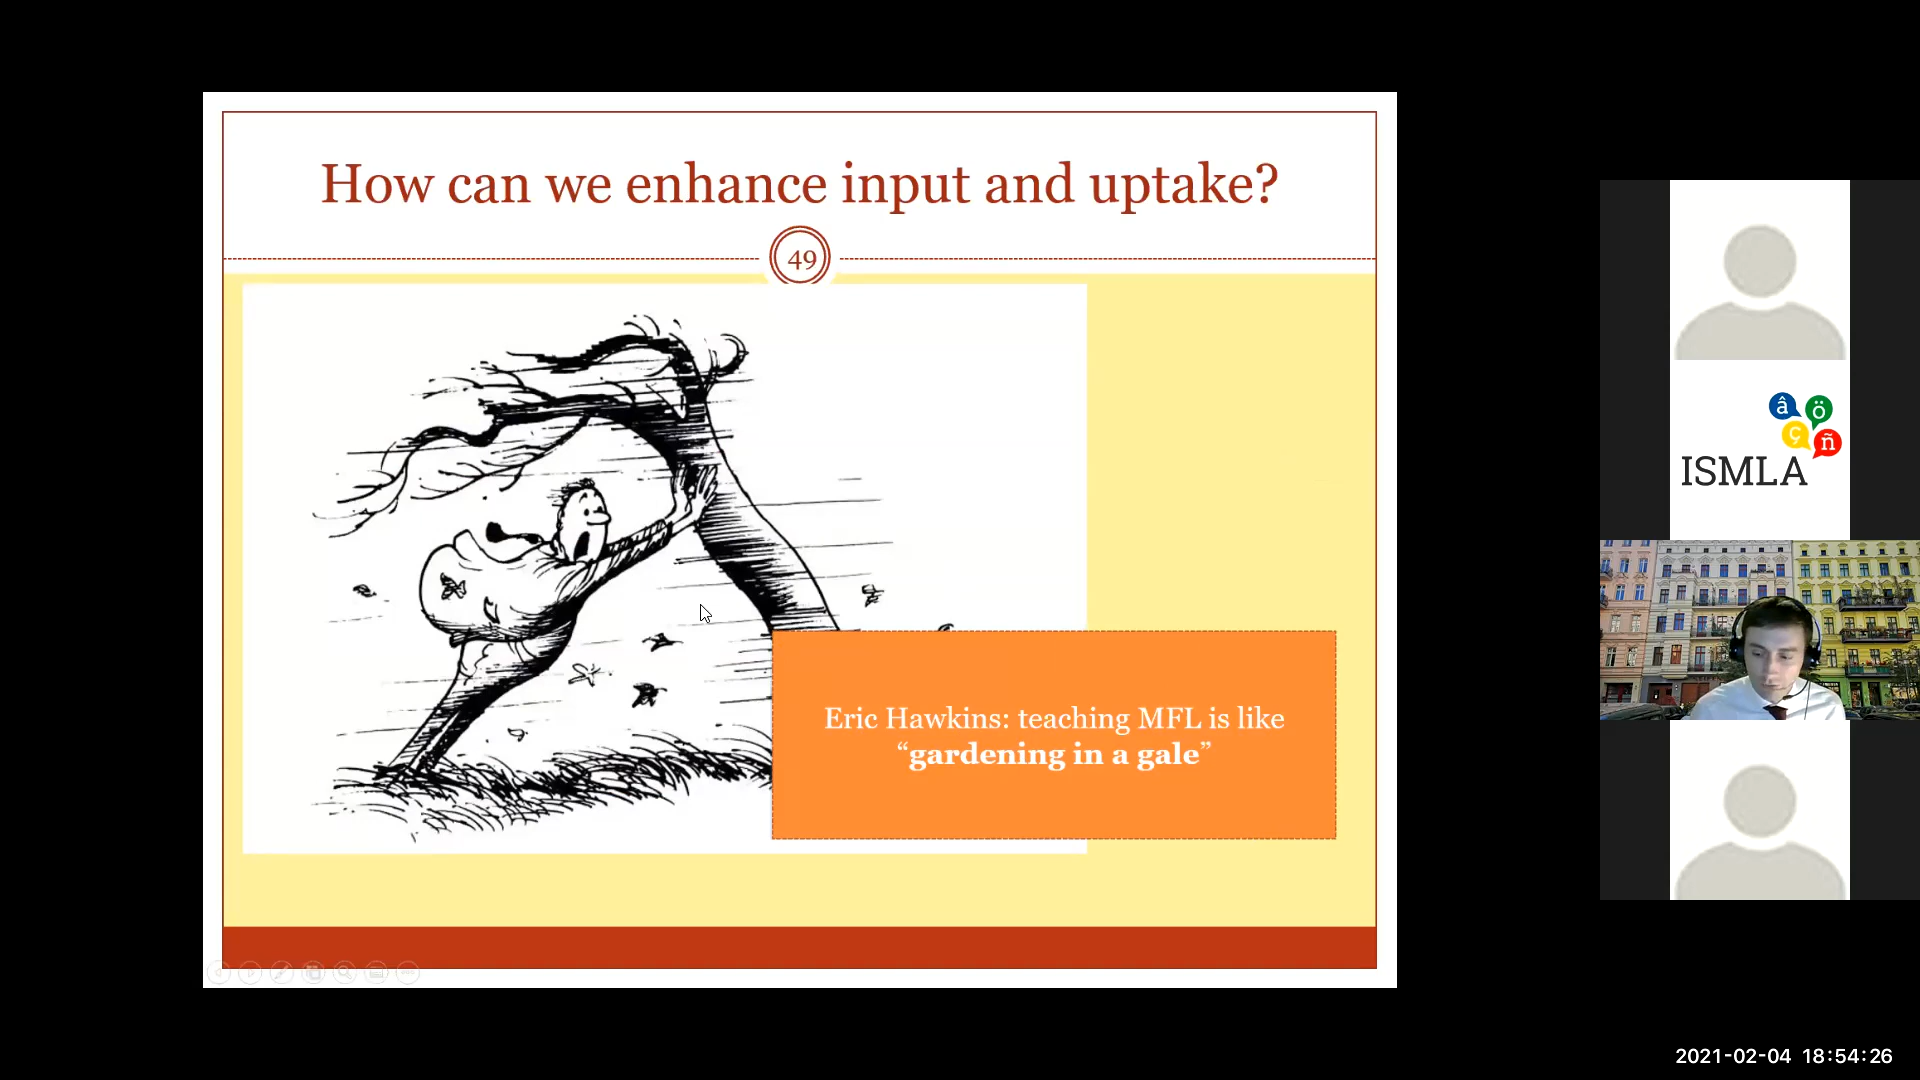 How can we enhance input and uptake?
49
Eric Hawkins: teaching MFL is like
“gardening in a gale”
â ö
ç ñ
ISMLA
2021-02-04 18:54:26